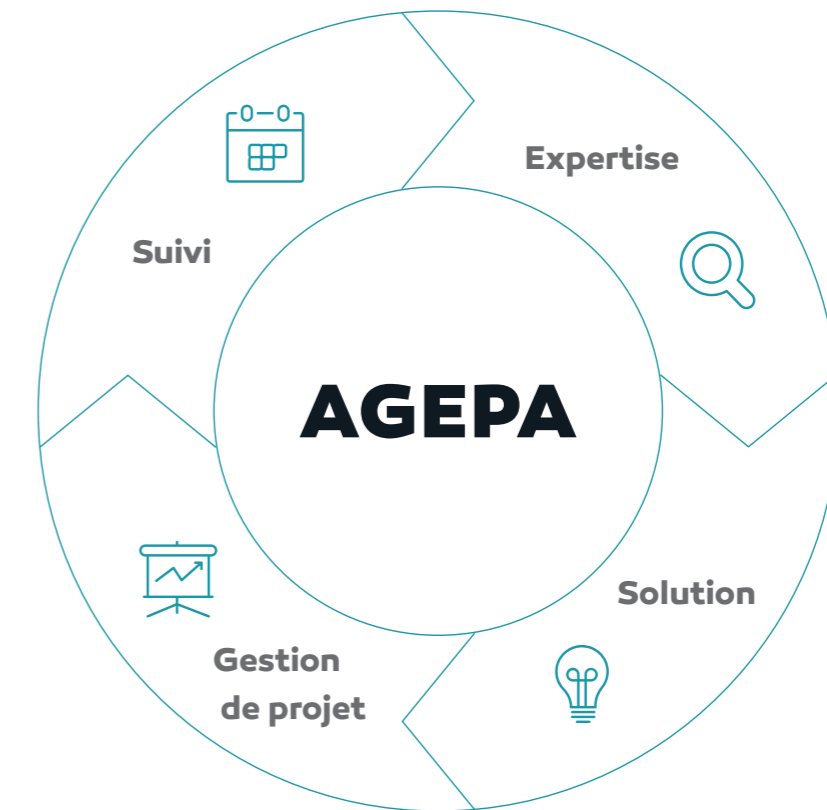 Expertise
Suivi
AGEPA
Solution
Gestion
de projet